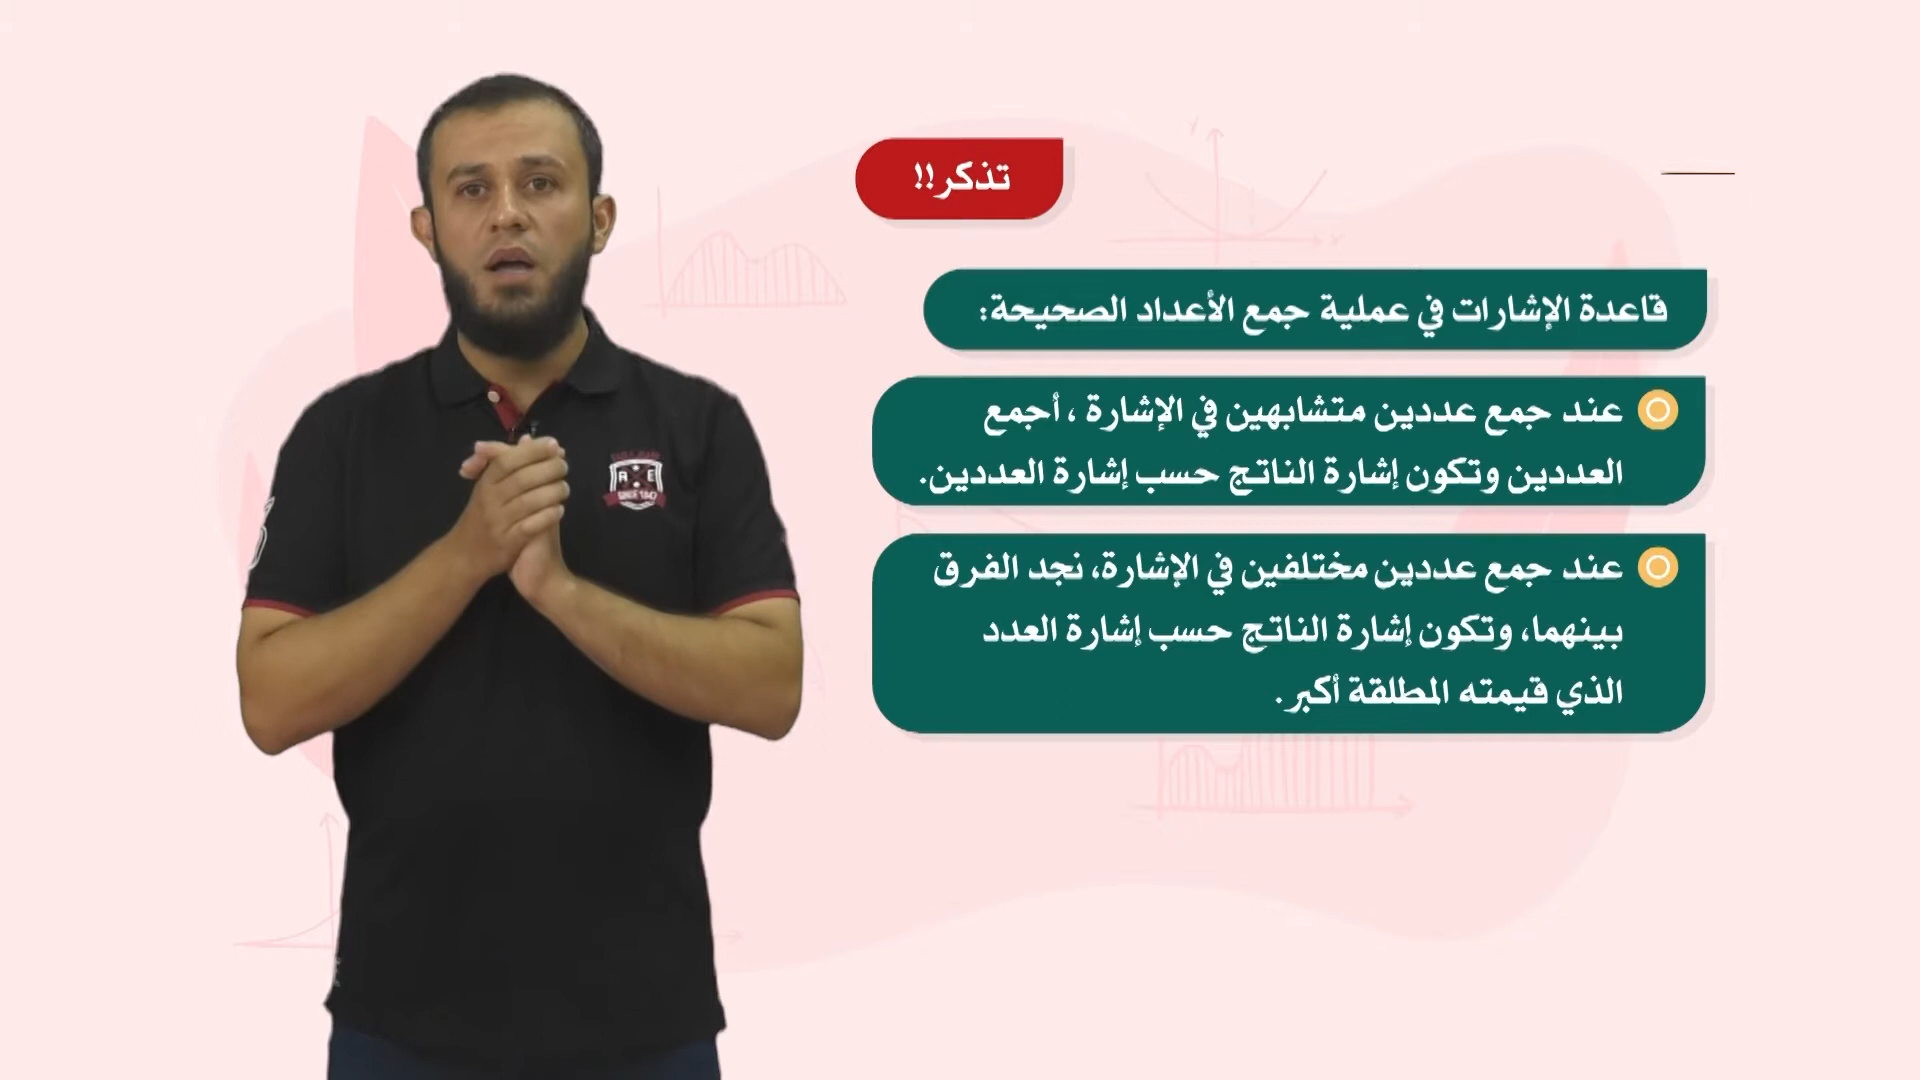 تذكر!!
قاعدة الإشارات في عملية جمع الأعداد الصحيحة:
عند جمع عددين متشابهين في الإشارة ، أجمع
العددين وتكون إشارة الناتج حسب إشارة العددين.
عند جمع عددين مختلفين في الإشارة، نجد الفرق
بينهما، وتكون إشارة الناتج حسب إشارة العدد
الذي قيمته المطلقة أكبر.
A E